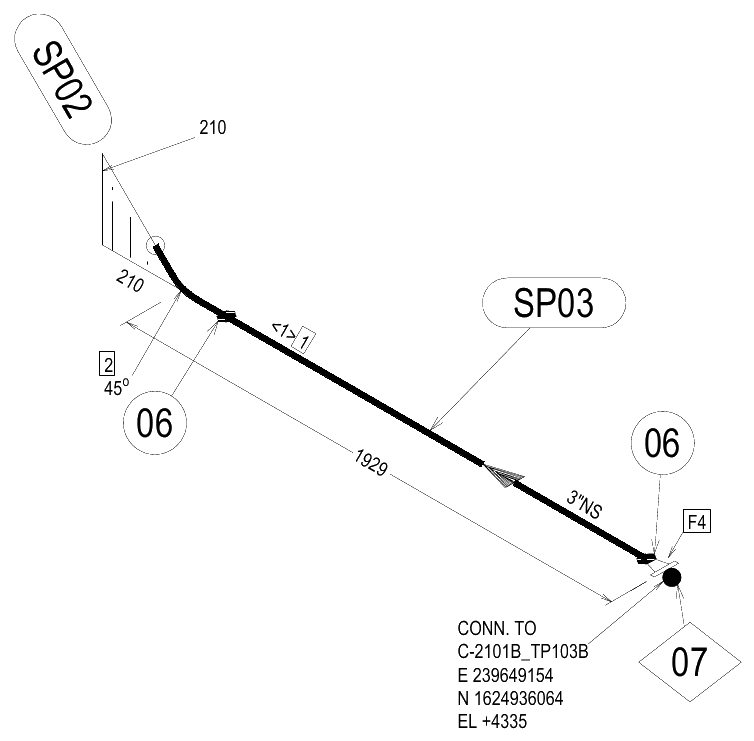 SP02
210
210
SP03
<1> 1
2
45°
06
1929
06
3"NS
F4
CONN. TO
C-2101B_TP103B
E 239649154
N 1624936064
EL +4335
07